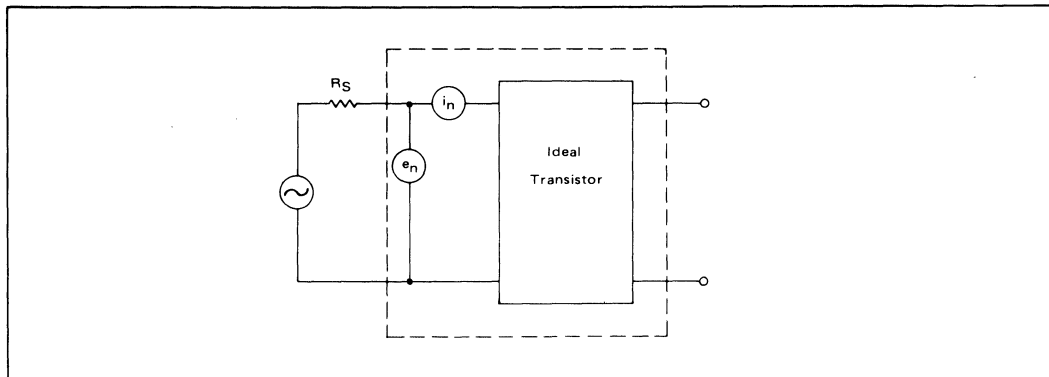 R_S
i_n
e_n
Ideal
Transistor